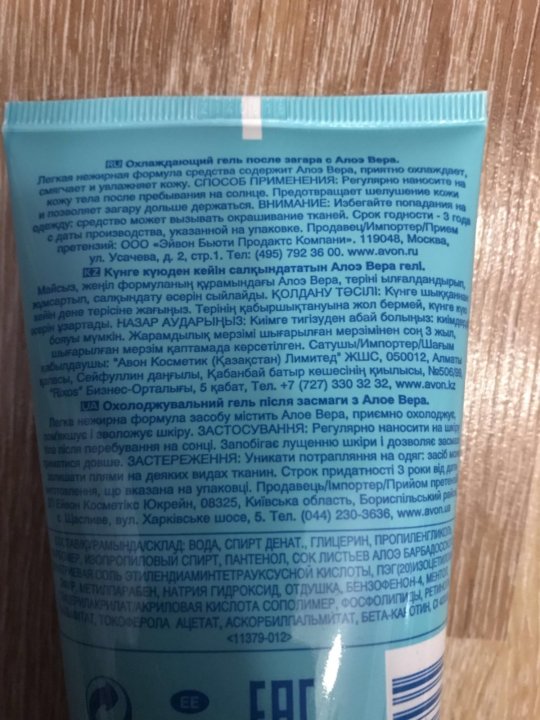 RU Охлаждающий гель после загара с Алоэ Вера.
Легкая нежирная формула средства содержит Алоэ Вера, приятно охлаждает,
смягчает и увлажняет кожу. СПОСОБ ПРИМЕНЕНИЯ: Регулярно наносите на
кожу тела после пребывания на солнце. Предотвращает шелушение кожи
и позволяет загару дольше держаться. ВНИМАНИЕ: Избегайте попадания на
одежду: средство может вызывать окрашивание тканей. Срок годности - 3 года
с даты производства, указанной на упаковке. Продавец/Импортер/Прием
претензий: ООО «Эйвон Бьюти Продактс Компани». 119048, Москва,
ул. Усачева, д. 2, стр.1. Тел: (495) 792 36 00. www.avon.ru
KZ Күнге күюден кейін салқындататын Алоэ Вера гелі.
Майсыз, жеңіл формуланың құрамындағы Алоэ Вера, теріні ылғалдандырып,
жұмсартып, салқындату әсерін сыйлайды. ҚОЛДАНУ ТӘСІЛІ: Күнге шыққаннан
кейін дене терісіне жағыңыз. Терінің қабыршықтануына жол бермей, күнге күю
әсерін ұзартады. НАЗАР АУДАРЫҢЫЗ: Киімге тигізуден абай болыңыз: киімдерді
бояуы мүмкін. Жарамдылық мерзімі шығарылған мерзімінен соң 3 жыл,
шығарылған мерзім қаптамада көрсетілген. Сатушы/Импортер/Шағым
қабылдаушы: "Авон Косметик (Қазақстан) Лимитед" ЖШС, 050012, Алматы
қаласы, Сейфуллин даңғылы, Қабанбай батыр көшесінің қиылысы, №506/99,
"Rixos" Бизнес-Орталығы, 5 қабат, Тел. +7 (727) 330 32 32, www.avon.kz
UA Охолоджувальний гель після засмаги з Алое Вера.
Легка нежирна формула засобу містить Алое Вера, приємно охолоджує,
пом'якшує і зволожує шкіру. ЗАСТОСУВАННЯ: Регулярно наносити на шкіру
тіла після перебування на сонці. Запобігає лущенню шкіри і дозволяє засмазі
триматися довше. ЗАСТЕРЕЖЕННЯ: Уникати потрапляння на одяг: засіб може
залишати плями на деяких видах тканин. Строк придатності 3 роки від дати
виготовлення, що вказана на упаковці. Продавець/Імпортер/Прийом претензій:
Ейвон Косметікс Юкрейн, 08325, Київська область, Бориспільський район,
с. Щасливе, вул. Харківське шосе, 5. Тел. (044) 230-3636, www.avon.ua
СОСТАВ/ҚҰРАМЫНДА/СКЛАД: ВОДА, СПИРТ ДЕНАТ., ГЛИЦЕРИН, ПРОПИЛЕНГЛИКОЛЬ,
ИЗОПРОПИЛОВЫЙ СПИРТ, ПАНТЕНОЛ, СОК ЛИСТЬЕВ АЛОЭ БАРБАДОССКОГО,
СОЛЬ ЭТИЛЕНДИАМИНТЕТРАУКСУСНОЙ КИСЛОТЫ,
ЭФИР, МЕТИЛПАРАБЕН, НАТРИЯ ГИДРОКСИД, ОТДУШКА, БЕНЗОФЕНОН-4, МЕНТОЛ,
КИСЛОТА СОПОЛИМЕР, ФОСФОЛИПИДЫ,
ТОКОФЕРОЛА АЦЕТАТ, АСКОРБИЛПАЛЬМИТАТ, БЕТА-КАРОТИН,
<11379-012>
EE
EAC